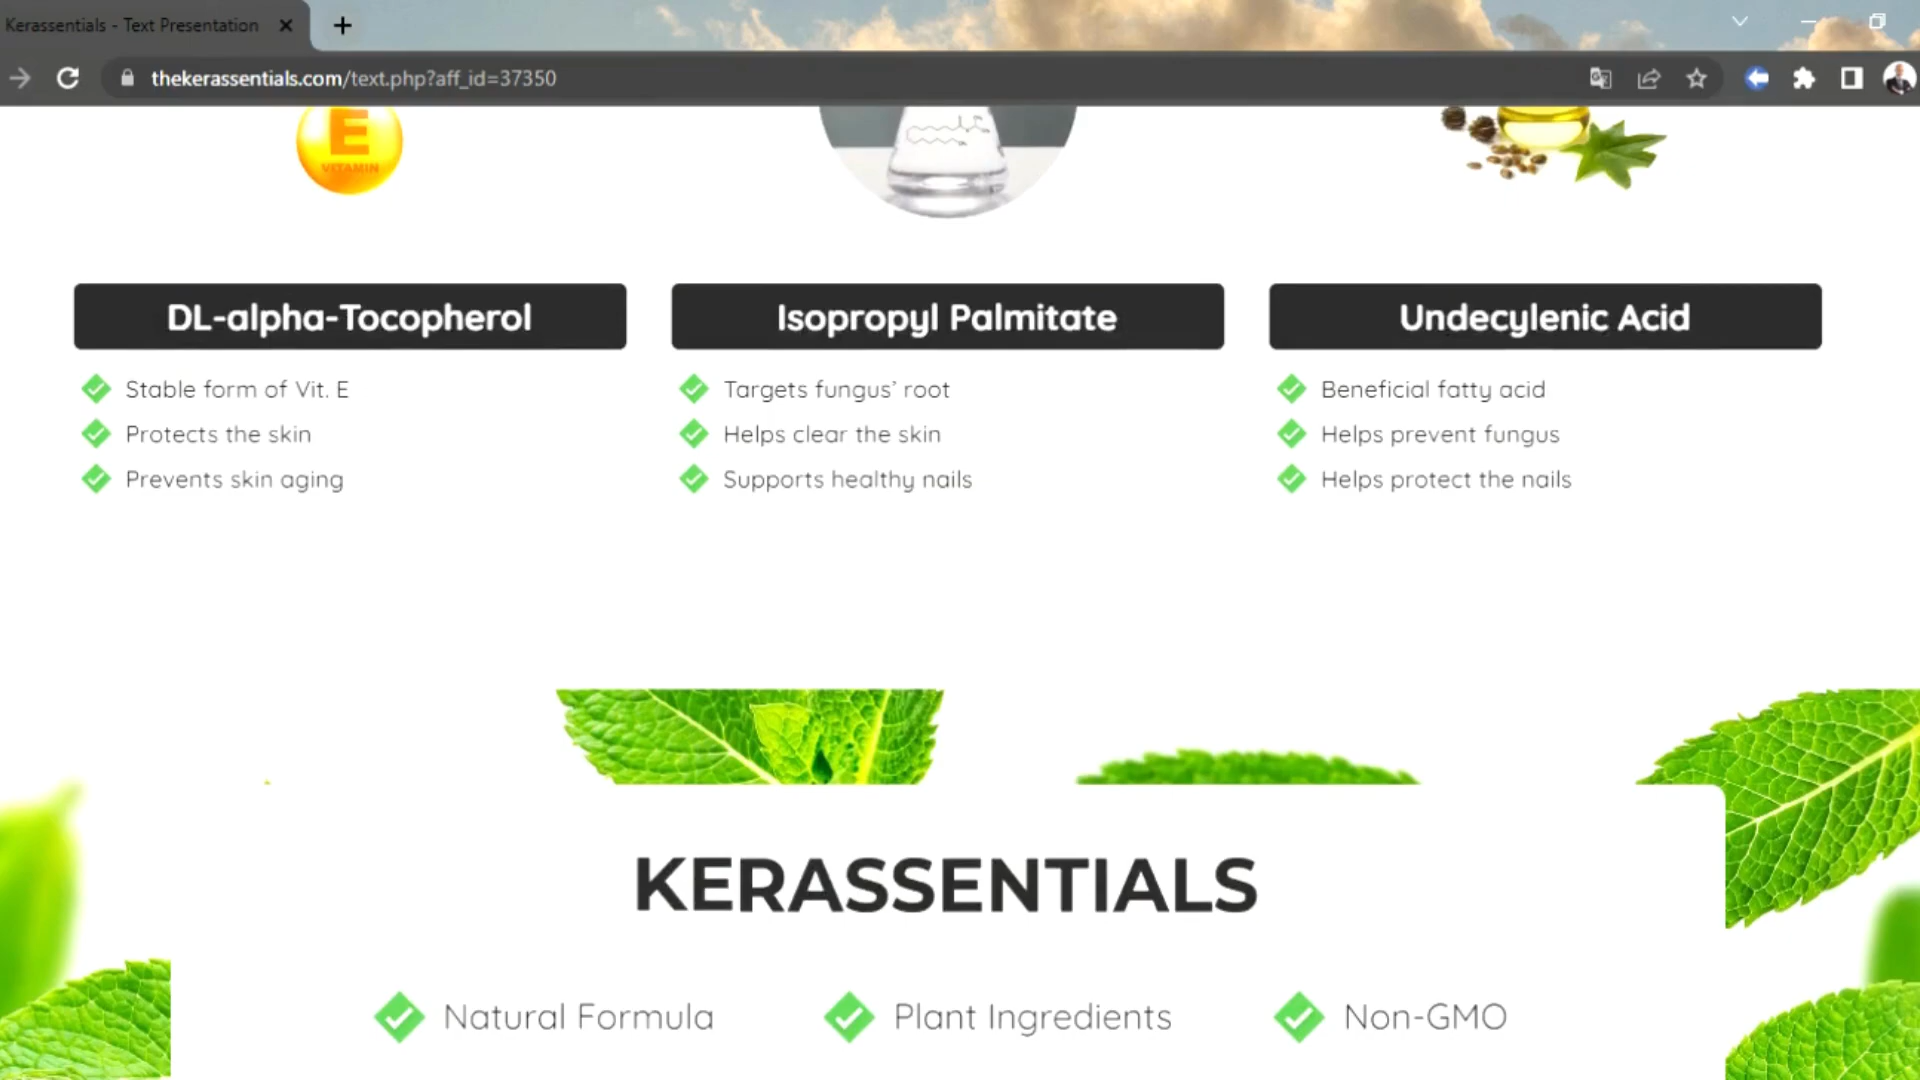 Kerassentials - Text Presentation
thekerassentials.com/text.php?aff_id=37350
E
VITAMIN
DL-alpha-Tocopherol
Stable form of Vit. E
Protects the skin
Prevents skin aging
Isopropyl Palmitate
Targets fungus’ root
Helps clear the skin
Supports healthy nails
Undecylenic Acid
Beneficial fatty acid
Helps prevent fungus
Helps protect the nails
KERASSENTIALS
Natural Formula
Plant Ingredients
Non-GMO